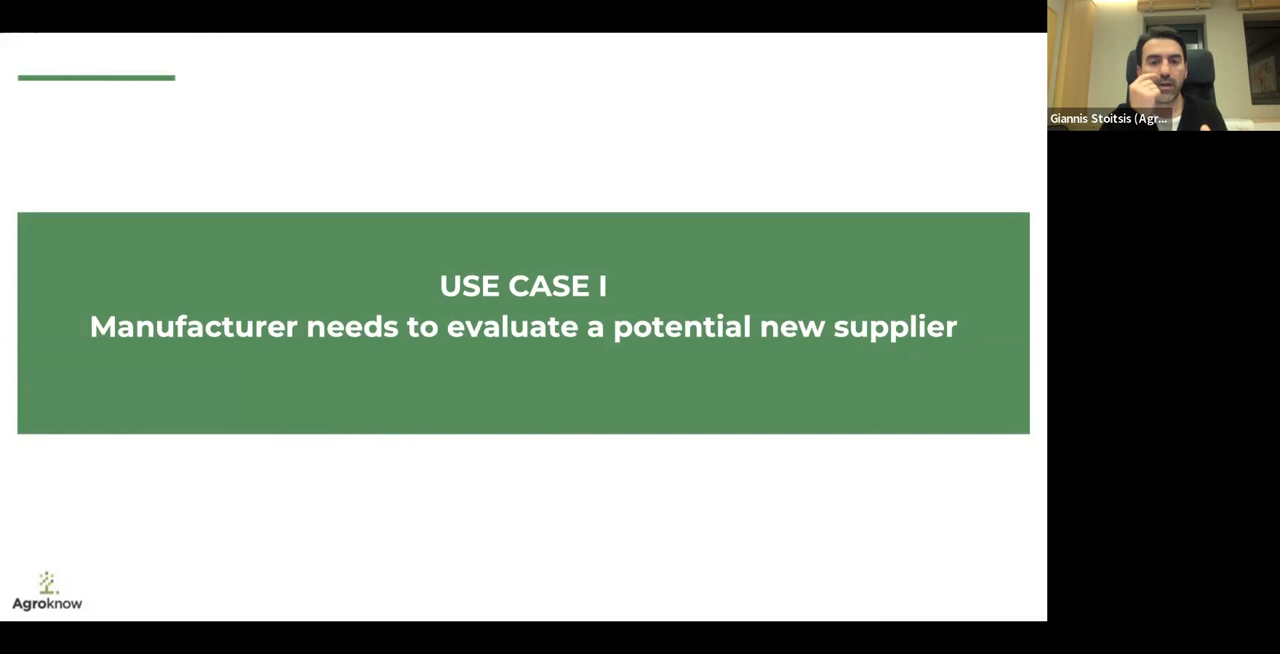 USE CASE I
Manufacturer needs to evaluate a potential new supplier
Agroknow
Giannis Stoitsis (Agr...